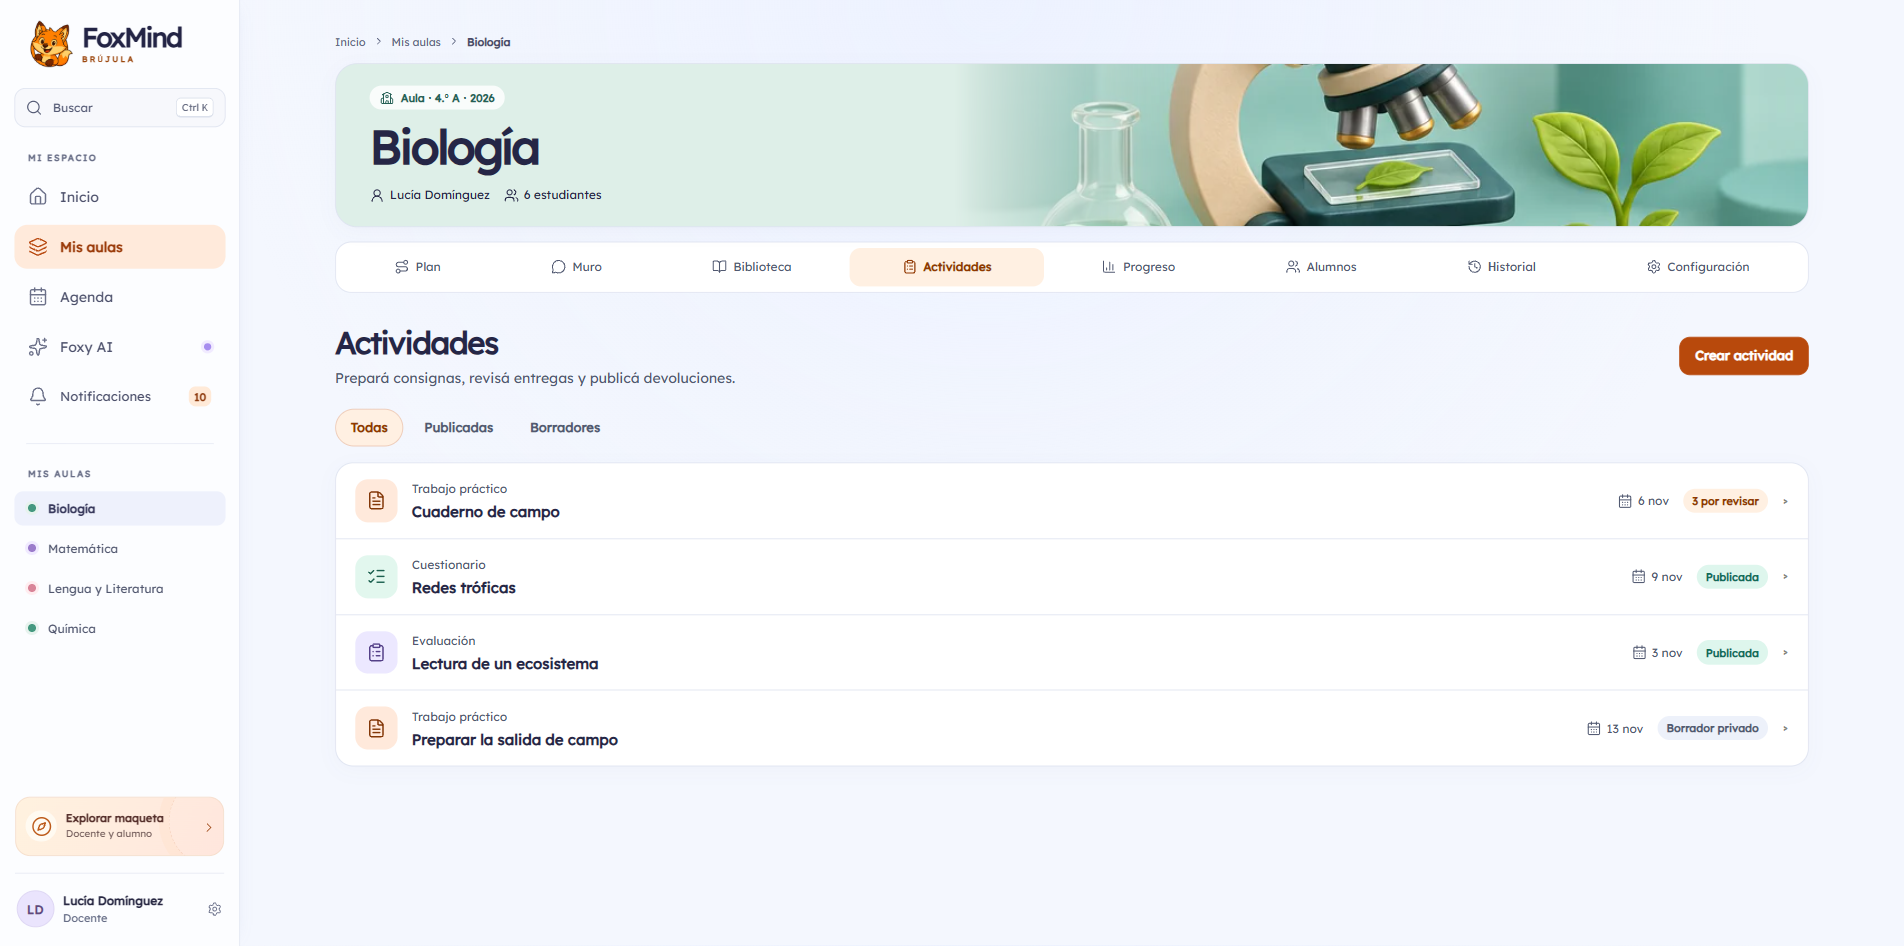 FoxMind
BRÚJULA
Buscar
Ctrl K
MI ESPACIO
Inicio
Mis aulas
Agenda
Foxy AI
Notificaciones
10
MIS AULAS
Biología
Matemática
Lengua y Literatura
Química
Explorar maqueta
Docente y alumno
LD
Lucía Domínguez
Docente
Inicio > Mis aulas > Biología
Aula · 4.º A · 2026
Biología
Lucía Domínguez 6 estudiantes
Plan Muro Biblioteca Actividades Progreso Alumnos Historial Configuración
Actividades
Prepará consignas, revisá entregas y publicá devoluciones.
Crear actividad
Todas Publicadas Borradores
Trabajo práctico
Cuaderno de campo
6 nov 3 por revisar >
Cuestionario
Redes tróficas
9 nov Publicada >
Evaluación
Lectura de un ecosistema
3 nov Publicada >
Trabajo práctico
Preparar la salida de campo
13 nov Borrador privado >